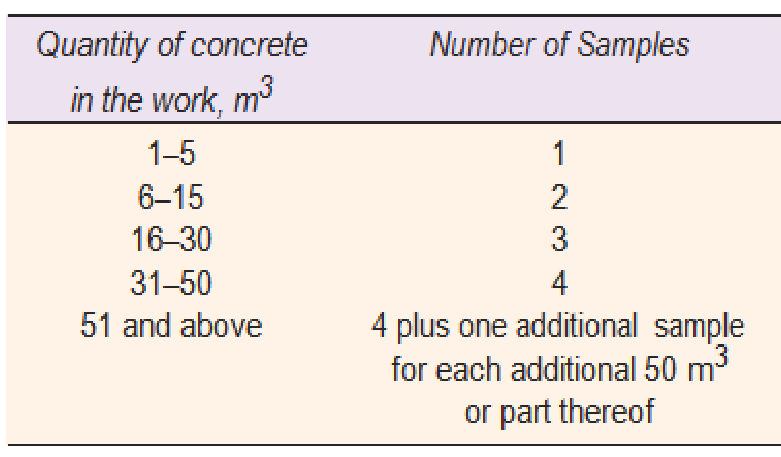 Quantity of concrete Number of Samples
in the work, m³
1–5 1
6–15 2
16–30 3
31–50 4
51 and above 4 plus one additional sample
for each additional 50 m³
or part thereof